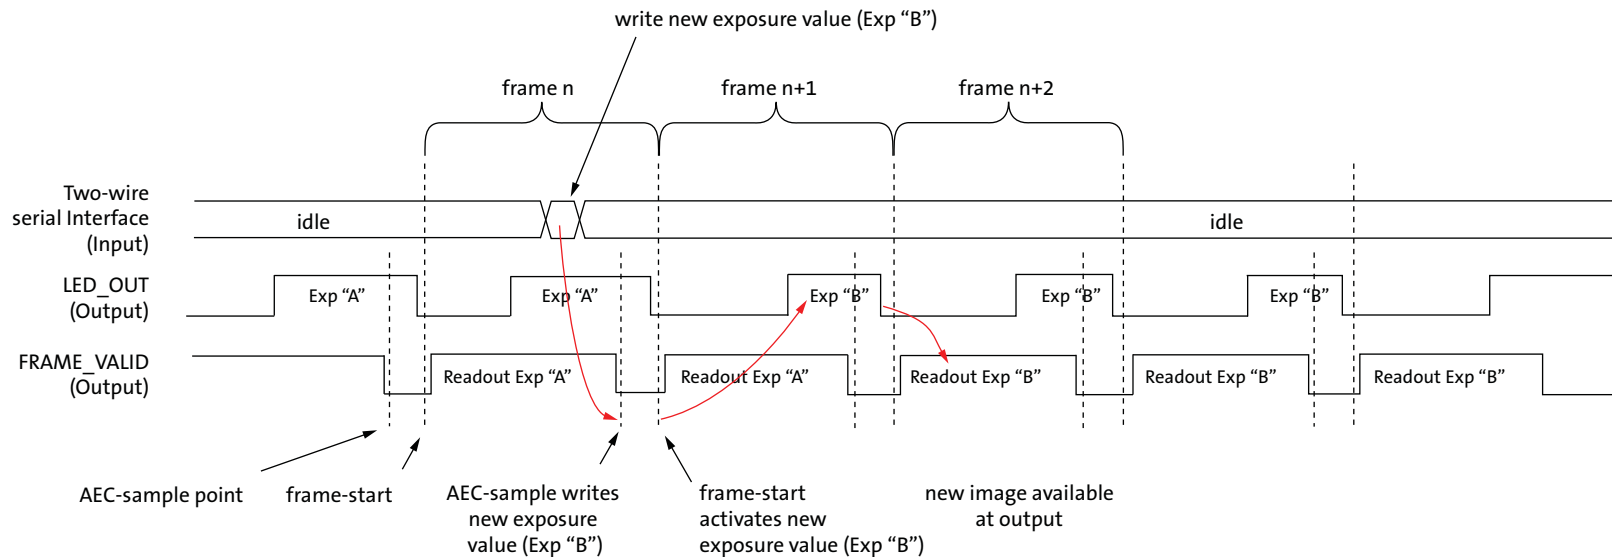 write new exposure value (Exp “B”)
frame n
frame n+1
frame n+2
Two-wire
serial Interface
(Input)
idle
idle
LED_OUT
(Output)
Exp “A”
Exp “A”
Exp “B”
Exp “B”
Exp “B”
FRAME_VALID
(Output)
Readout Exp “A”
Readout Exp “A”
Readout Exp “B”
Readout Exp “B”
Readout Exp “B”
AEC-sample point
frame-start
AEC-sample writes
new exposure
value (Exp “B”)
frame-start
activates new
exposure value (Exp “B”)
new image available
at output